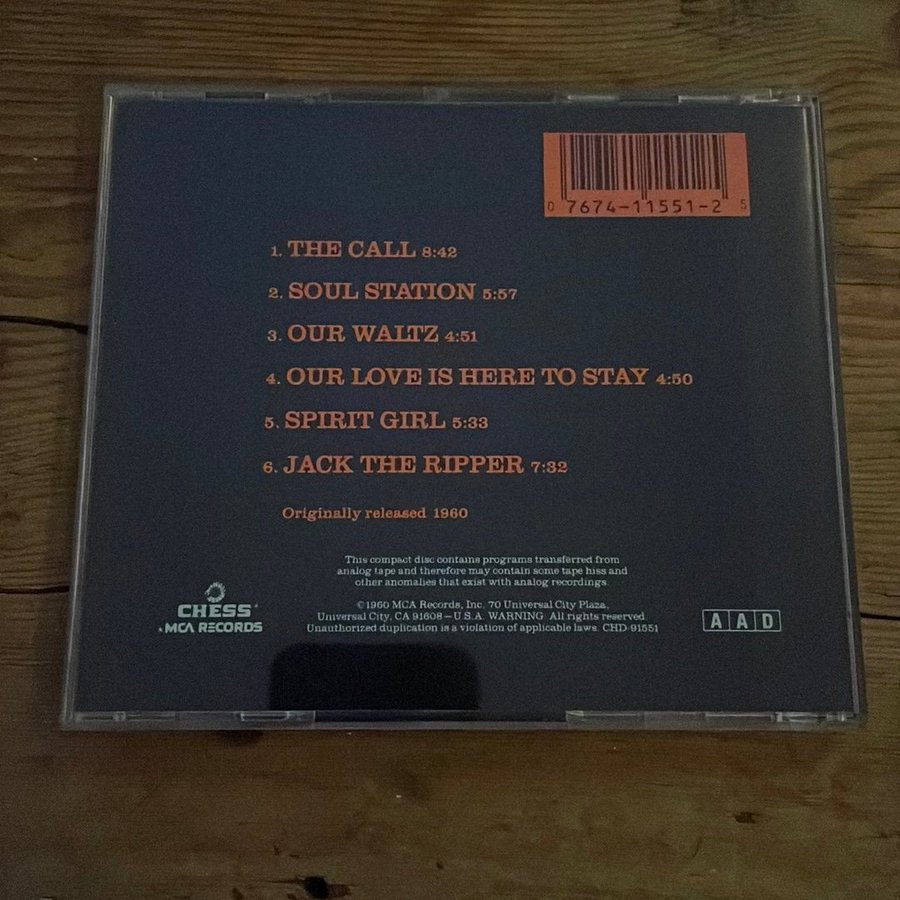 0 7674-11551-2 5
1. THE CALL 8:42
2. SOUL STATION 5:57
3. OUR WALTZ 4:51
4. OUR LOVE IS HERE TO STAY 4:50
5. SPIRIT GIRL 5:33
6. JACK THE RIPPER 7:32
Originally released 1960
This compact disc contains programs transferred from
analog tape and therefore may contain some tape hiss and
other anomalies that exist with analog recordings.
©1960 MCA Records, Inc. 70 Universal City Plaza,
Universal City, CA 91608 – U.S.A. WARNING: All rights reserved.
Unauthorized duplication is a violation of applicable laws. CHD-91551
CHESS
MCA RECORDS
AAD